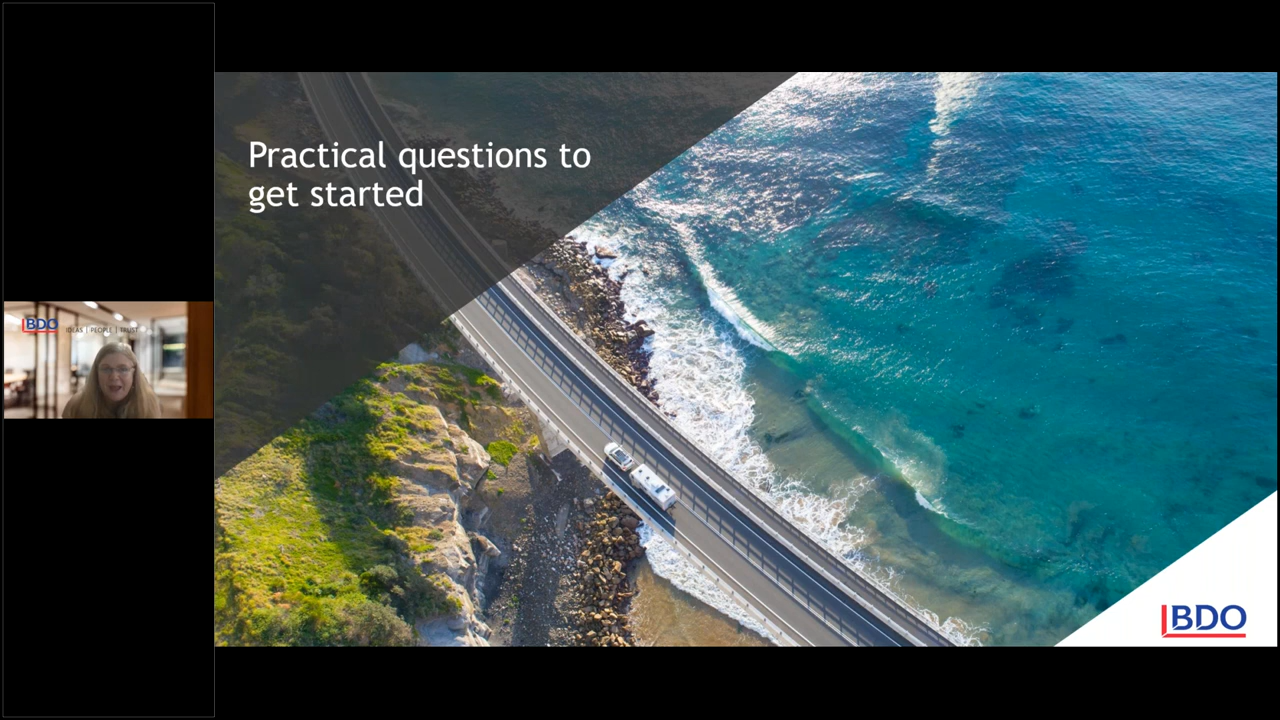 Practical questions to
get started
BDO
IDEAS | PEOPLE | TRUST
BDO